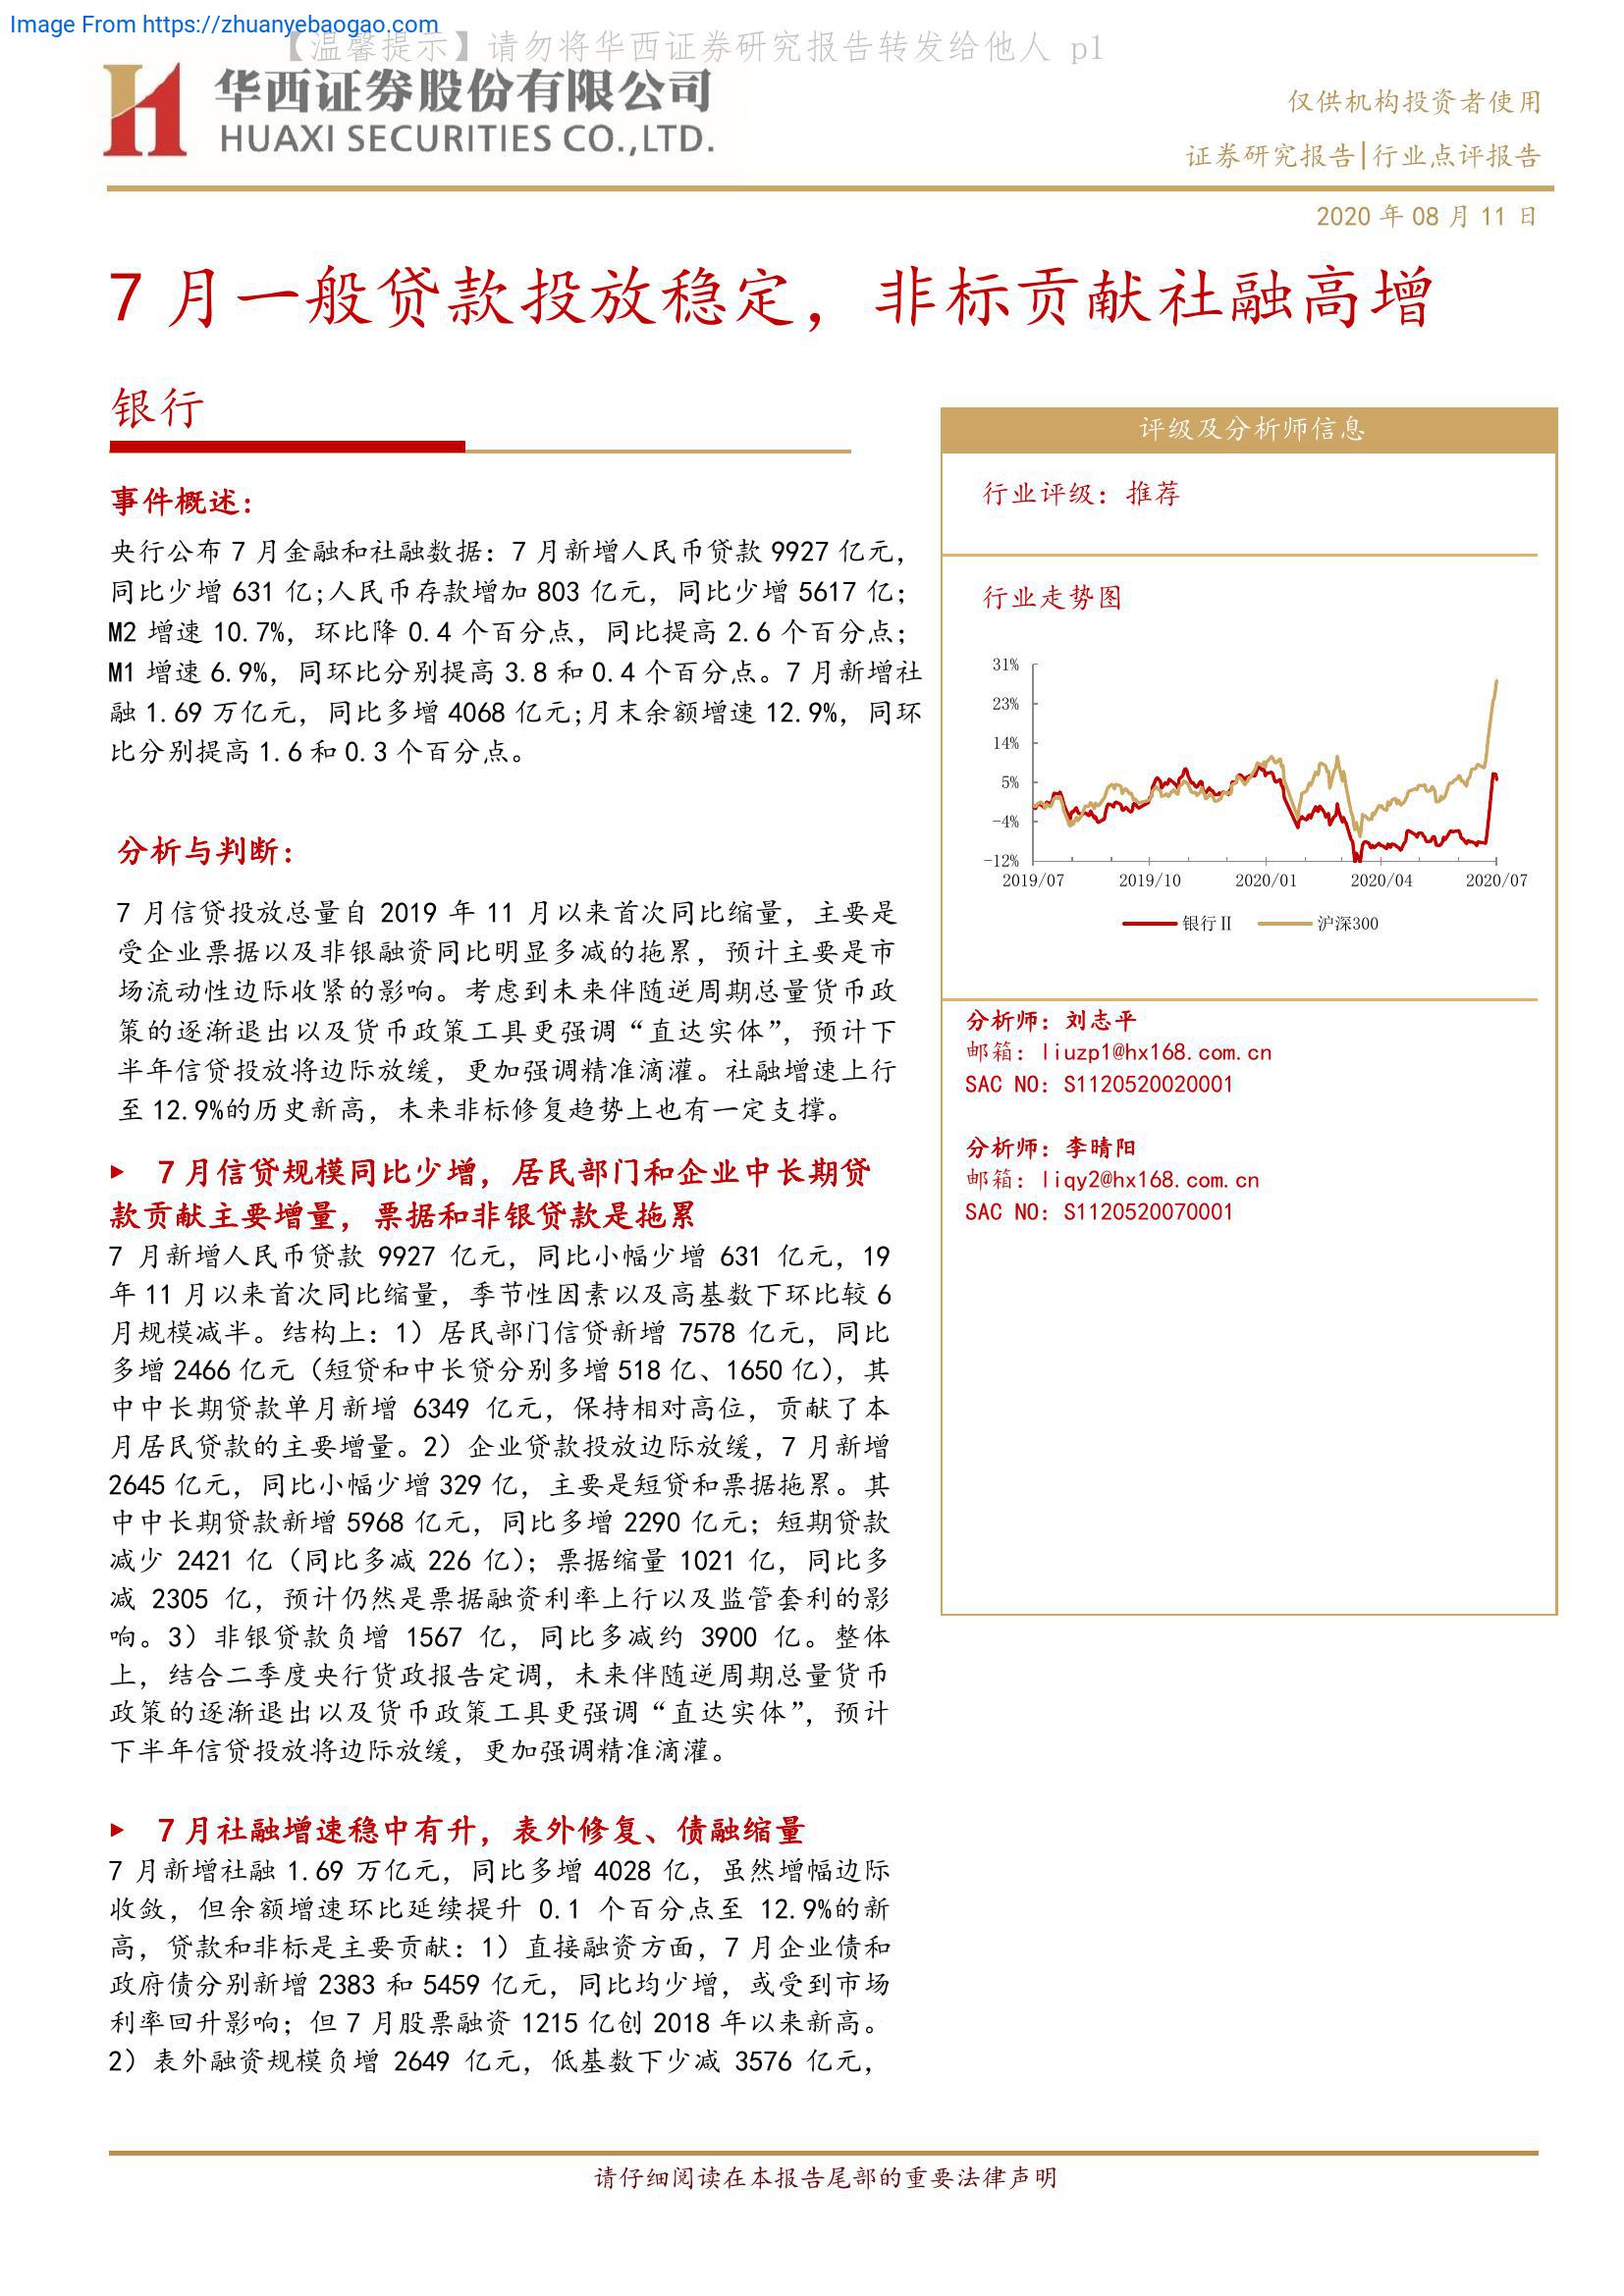 Image From https://zhuanyebaogao.com
【温馨提示】请勿将华西证券研究报告转发给他人 p1
华西证券股份有限公司
HUAXI SECURITIES CO.,LTD.
仅供机构投资者使用
证券研究报告|行业点评报告
2020 年 08 月 11 日
7 月一般贷款投放稳定，非标贡献社融高增
银行
事件概述：
央行公布 7 月金融和社融数据：7 月新增人民币贷款 9927 亿元，
同比少增 631 亿;人民币存款增加 803 亿元，同比少增 5617 亿；
M2 增速 10.7%，环比降 0.4 个百分点，同比提高 2.6 个百分点；
M1 增速 6.9%，同环比分别提高 3.8 和 0.4 个百分点。7 月新增社
融 1.69 万亿元，同比多增 4068 亿元;月末余额增速 12.9%，同环
比分别提高 1.6 和 0.3 个百分点。
分析与判断：
7 月信贷投放总量自 2019 年 11 月以来首次同比缩量，主要是
受企业票据以及非银融资同比明显多减的拖累，预计主要是市
场流动性边际收紧的影响。考虑到未来伴随逆周期总量货币政
策的逐渐退出以及货币政策工具更强调“直达实体”，预计下
半年信贷投放将边际放缓，更加强调精准滴灌。社融增速上行
至 12.9%的历史新高，未来非标修复趋势上也有一定支撑。
► 7 月信贷规模同比少增，居民部门和企业中长期贷
款贡献主要增量，票据和非银贷款是拖累
7 月新增人民币贷款 9927 亿元，同比小幅少增 631 亿元，19
年 11 月以来首次同比缩量，季节性因素以及高基数下环比较 6
月规模减半。结构上：1）居民部门信贷新增 7578 亿元，同比
多增 2466 亿元（短贷和中长贷分别多增 518 亿、1650 亿），其
中中长期贷款单月新增 6349 亿元，保持相对高位，贡献了本
月居民贷款的主要增量。2）企业贷款投放边际放缓，7 月新增
2645 亿元，同比小幅少增 329 亿，主要是短贷和票据拖累。其
中中长期贷款新增 5968 亿元，同比多增 2290 亿元；短期贷款
减少 2421 亿（同比多减 226 亿）；票据缩量 1021 亿，同比多
减 2305 亿，预计仍然是票据融资利率上行以及监管套利的影
响。3）非银贷款负增 1567 亿，同比多减约 3900 亿。整体
上，结合二季度央行货政报告定调，未来伴随逆周期总量货币
政策的逐渐退出以及货币政策工具更强调“直达实体”，预计
下半年信贷投放将边际放缓，更加强调精准滴灌。
► 7 月社融增速稳中有升，表外修复、债融缩量
7 月新增社融 1.69 万亿元，同比多增 4028 亿，虽然增幅边际
收敛，但余额增速环比延续提升 0.1 个百分点至 12.9%的新
高，贷款和非标是主要贡献：1）直接融资方面，7 月企业债和
政府债分别新增 2383 和 5459 亿元，同比均少增，或受到市场
利率回升影响；但 7 月股票融资 1215 亿创 2018 年以来新高。
2）表外融资规模负增 2649 亿元，低基数下少减 3576 亿元，
评级及分析师信息
行业评级：推荐
行业走势图
31%
23%
14%
5%
-4%
-12%
2019/07 2019/10 2020/01 2020/04 2020/07
银行Ⅱ 沪深300
分析师：刘志平
邮箱：liuzp1@hx168.com.cn
SAC NO：S1120520020001
分析师：李晴阳
邮箱：liqy2@hx168.com.cn
SAC NO：S1120520070001
请仔细阅读在本报告尾部的重要法律声明